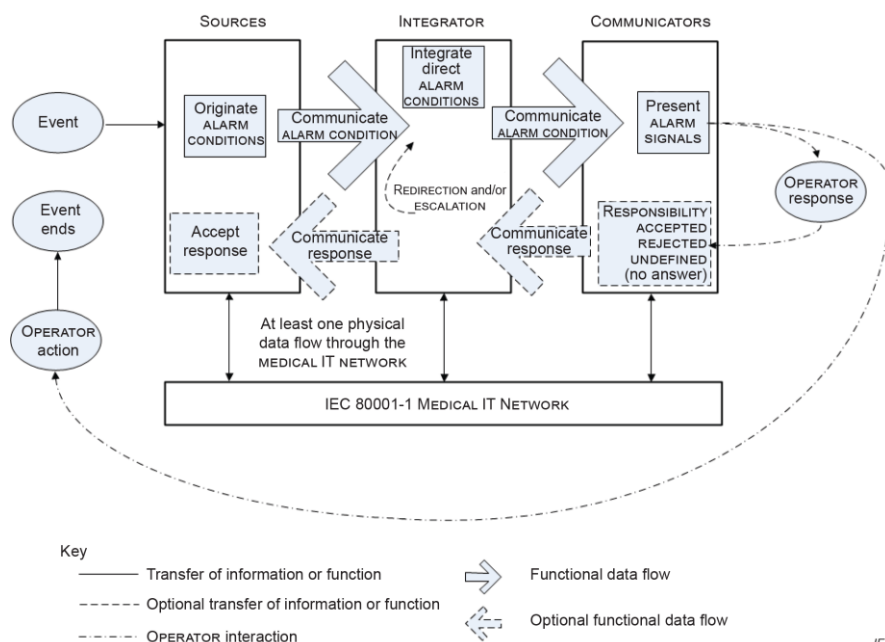 SOURCES
INTEGRATOR
COMMUNICATORS
Event
Originate
ALARM
CONDITIONS
Communicate
ALARM CONDITION
Integrate
direct
ALARM
CONDITIONS
Communicate
ALARM CONDITION
Present
ALARM
SIGNALS
OPERATOR
response
REDIRECTION and/or
ESCALATION
Event
ends
Accept
response
Communicate
response
Communicate
response
RESPONSIBILITY
ACCEPTED
REJECTED
UNDEFINED
(no answer)
OPERATOR
action
At least one physical
data flow through the
MEDICAL IT NETWORK
IEC 80001-1 MEDICAL IT NETWORK
Key
Transfer of information or function
Optional transfer of information or function
OPERATOR interaction
Functional data flow
Optional functional data flow